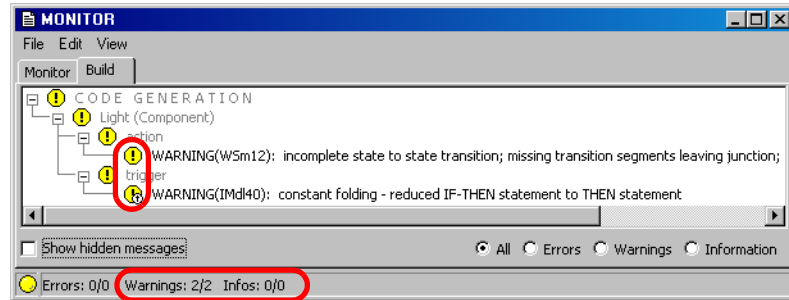 MONITOR
File Edit View
Monitor Build
CODE GENERATION
Light (Component)
action
WARNING(WSm12): incomplete state to state transition; missing transition segments leaving junction;
trigger
WARNING(IMdl40): constant folding - reduced IF-THEN statement to THEN statement
Show hidden messages All Errors Warnings Information
Errors: 0/0 Warnings: 2/2 Infos: 0/0